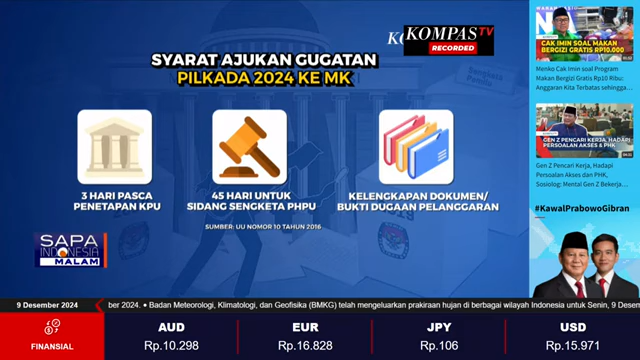 KOMPAS TV
RECORDED
SYARAT AJUKAN GUGATAN
PILKADA 2024 KE MK
3 HARI PASCA
PENETAPAN KPU
45 HARI UNTUK
SIDANG SENGKETA PHPU
KELENGKAPAN DOKUMEN/
BUKTI DUGAAN PELANGGARAN
SUMBER: UU NOMOR 10 TAHUN 2016
SAPA
INDONESIA
MALAM
CAK IMIN SOAL MAKAN
BERGIZI GRATIS RP10.000
Menko Cak Imin soal Program
Makan Bergizi Gratis Rp10 Ribu:
Anggaran Kita Terbatas sehingga...
GEN Z PENCARI KERJA, HADAPI
PERSOALAN AKSES & PHK
Gen Z Pencari Kerja, Hadapi
Persoalan Akses dan PHK,
Sosiolog: Mental Gen Z Bekerja
#KawalPrabowoGibran
9 Desember 2024
ber 2024. • Badan Meteorologi, Klimatologi, dan Geofisika (BMKG) telah mengeluarkan prakiraan hujan di berbagai wilayah Indonesia untuk Senin, 9 Desem
FINANSIAL
AUD
Rp.10.298
EUR
Rp.16.828
JPY
Rp.106
USD
Rp.15.971